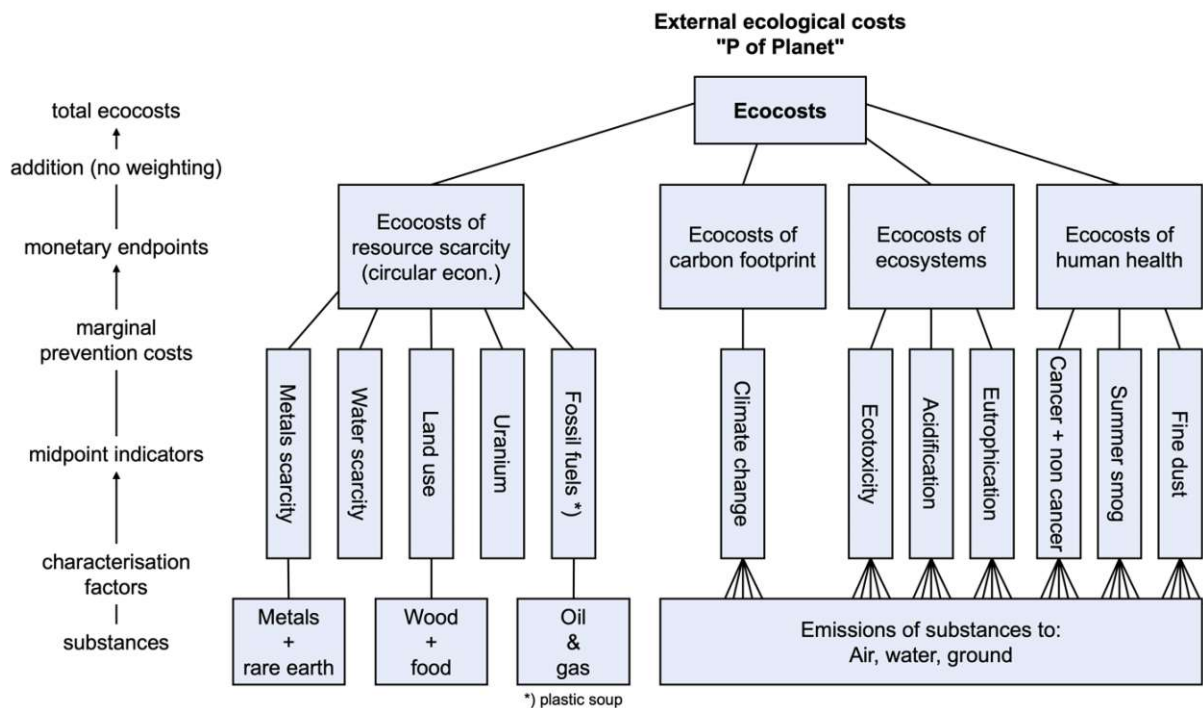 External ecological costs
"P of Planet"
total ecocosts
addition (no weighting)
monetary endpoints
marginal
prevention costs
midpoint indicators
characterisation
factors
substances
Ecocosts
Ecocosts of
resource scarcity
(circular econ.)
Ecocosts of
carbon footprint
Ecocosts of
ecosystems
Ecocosts of
human health
Metals scarcity
Water scarcity
Land use
Uranium
Fossil fuels *)
Climate change
Ecotoxicity
Acidification
Eutrophication
Cancer + non cancer
Summer smog
Fine dust
Metals
+
rare earth
Wood
+
food
Oil
&
gas
Emissions of substances to:
Air, water, ground
*) plastic soup